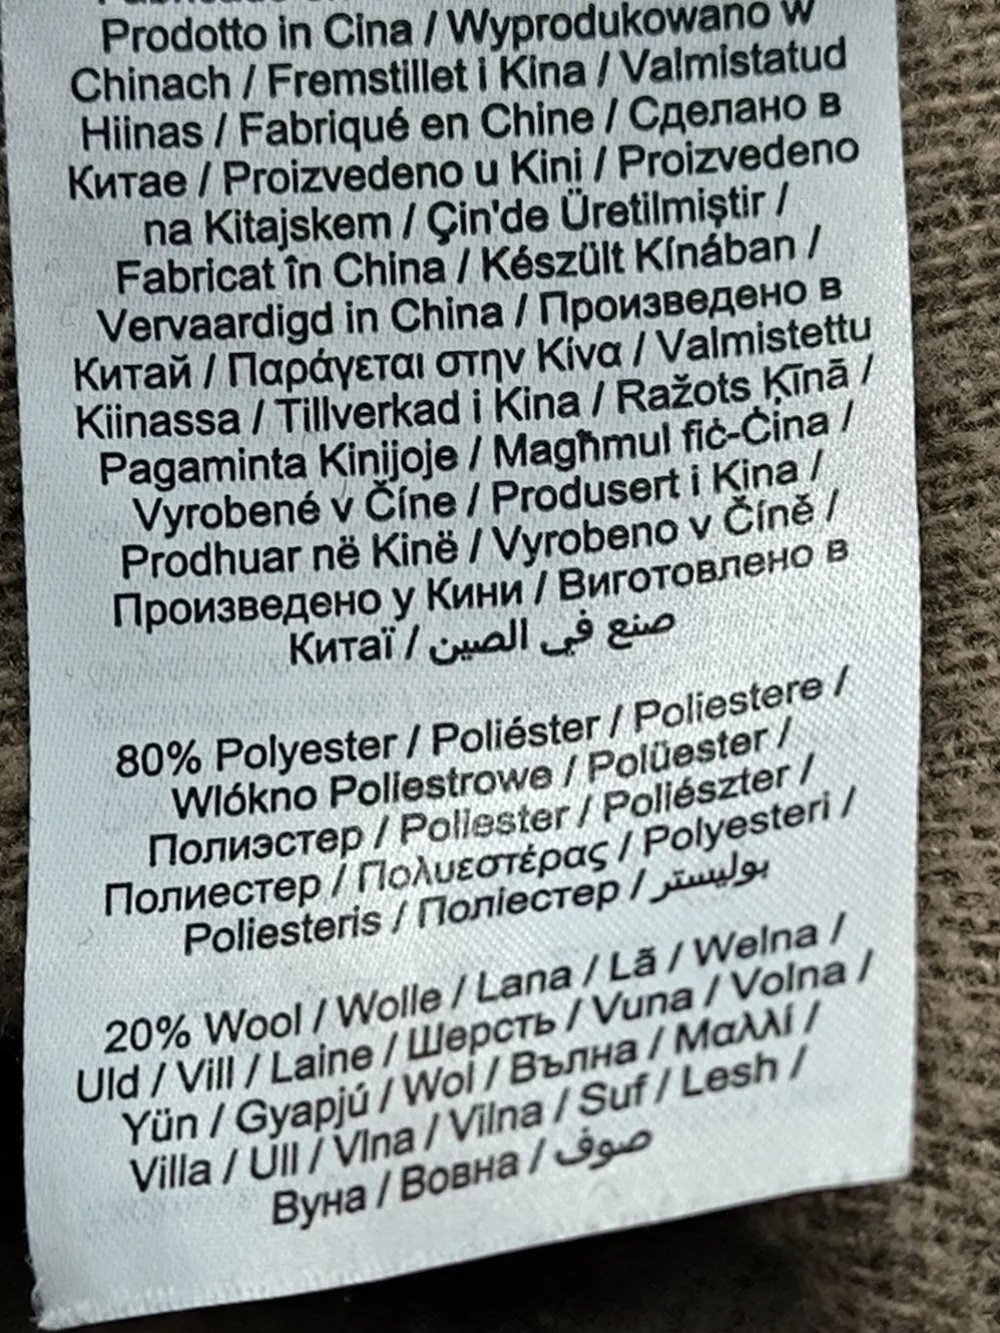 Prodotto in Cina / Wyprodukowano w
Chinach / Fremstillet i Kina / Valmistatud
Hiinas / Fabriqué en Chine / Сделано в
Китае / Proizvedeno u Kini / Proizvedeno
na Kitajskem / Çin'de Üretilmiştir /
Fabricat în China / Készült Kínában /
Vervaardigd in China / Произведено в
Китай / Παράγεται στην Κίνα / Valmistettu
Kiinassa / Tillverkad i Kina / Ražots Ķīnā /
Pagaminta Kinijoje / Magħmul fiċ-Ċina /
Vyrobené v Číne / Produsert i Kina /
Prodhuar në Kinë / Vyrobeno v Číně /
Произведено у Кини / Виготовлено в
Китаї / صنع في الصين
80% Polyester / Poliéster / Poliestere /
Wlókno Poliestrowe / Polüester /
Полиэстер / Poliester / Poliészter /
Полиестер / Πολυεστέρας / Polyesteri /
Poliesteris / Поліестер / بوليستر
20% Wool / Wolle / Lana / Lã / Welna /
Uld / Vill / Laine / Шерсть / Vuna / Volna /
Yün / Gyapjú / Wol / Вълна / Μαλλί /
Villa / Ull / Vlna / Vilna / Suf / Lesh /
Вуна / Вовна / صوف